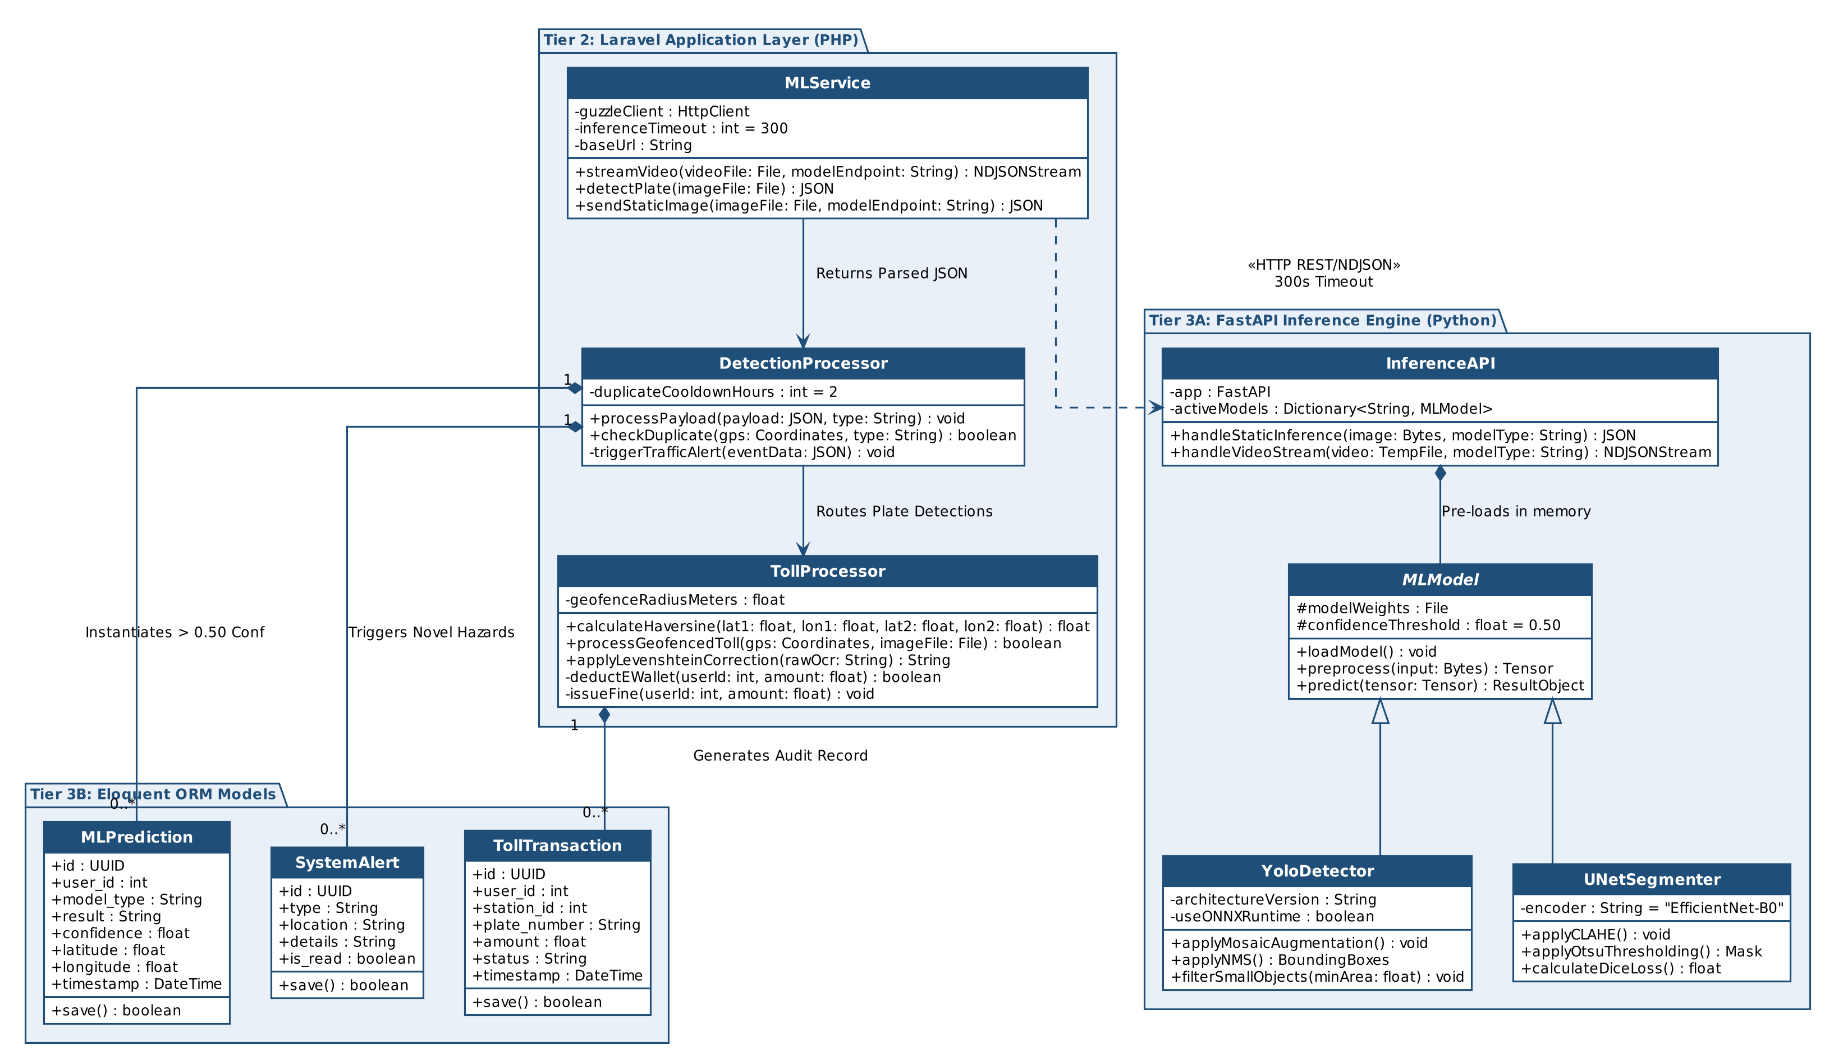 Tier 2: Laravel Application Layer (PHP)
MLService
-guzzleClient : HttpClient
-inferenceTimeout : int = 300
-baseUrl : String
+streamVideo(videoFile: File, modelEndpoint: String) : NDJSONStream
+detectPlate(imageFile: File) : JSON
+sendStaticImage(imageFile: File, modelEndpoint: String) : JSON
Returns Parsed JSON
«HTTP REST/NDJSON»
300s Timeout
DetectionProcessor
-duplicateCooldownHours : int = 2
+processPayload(payload: JSON, type: String) : void
+checkDuplicate(gps: Coordinates, type: String) : boolean
-triggerTrafficAlert(eventData: JSON) : void
1
1
Routes Plate Detections
TollProcessor
-geofenceRadiusMeters : float
+calculateHaversine(lat1: float, lon1: float, lat2: float, lon2: float) : float
+processGeofencedToll(gps: Coordinates, imageFile: File) : boolean
+applyLevenshteinCorrection(rawOcr: String) : String
-deductEWallet(userId: int, amount: float) : boolean
-issueFine(userId: int, amount: float) : void
Instantiates > 0.50 Conf
Triggers Novel Hazards
1
Generates Audit Record
Tier 3A: FastAPI Inference Engine (Python)
InferenceAPI
-app : FastAPI
-activeModels : Dictionary<String, MLModel>
+handleStaticInference(image: Bytes, modelType: String) : JSON
+handleVideoStream(video: TempFile, modelType: String) : NDJSONStream
Pre-loads in memory
MLModel
#modelWeights : File
#confidenceThreshold : float = 0.50
+loadModel() : void
+preprocess(input: Bytes) : Tensor
+predict(tensor: Tensor) : ResultObject
YoloDetector
-architectureVersion : String
-useONNXRuntime : boolean
+applyMosaicAugmentation() : void
+applyNMS() : BoundingBoxes
+filterSmallObjects(minArea: float) : void
UNetSegmenter
-encoder : String = "EfficientNet-B0"
+applyCLAHE() : void
+applyOtsuThresholding() : Mask
+calculateDiceLoss() : float
Tier 3B: Eloquent ORM Models
0..*
0..*
0..*
MLPrediction
+id : UUID
+user_id : int
+model_type : String
+result : String
+confidence : float
+latitude : float
+longitude : float
+timestamp : DateTime
+save() : boolean
SystemAlert
+id : UUID
+type : String
+location : String
+details : String
+is_read : boolean
+save() : boolean
TollTransaction
+id : UUID
+user_id : int
+station_id : int
+plate_number : String
+amount : float
+status : String
+timestamp : DateTime
+save() : boolean